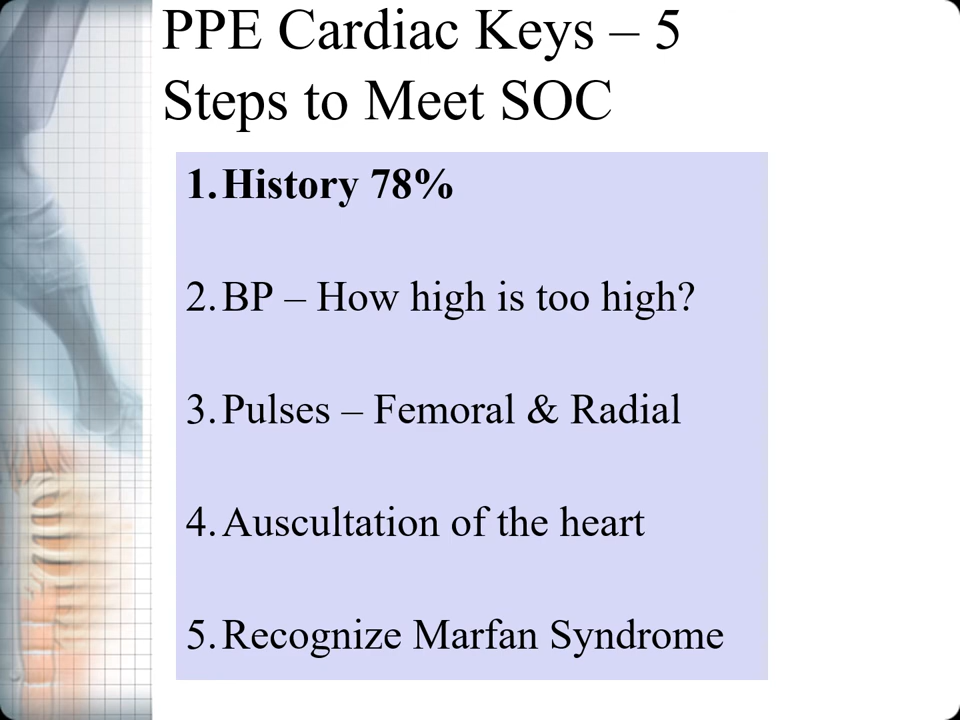 PPE Cardiac Keys – 5
Steps to Meet SOC
1. History 78%
2. BP – How high is too high?
3. Pulses – Femoral & Radial
4. Auscultation of the heart
5. Recognize Marfan Syndrome